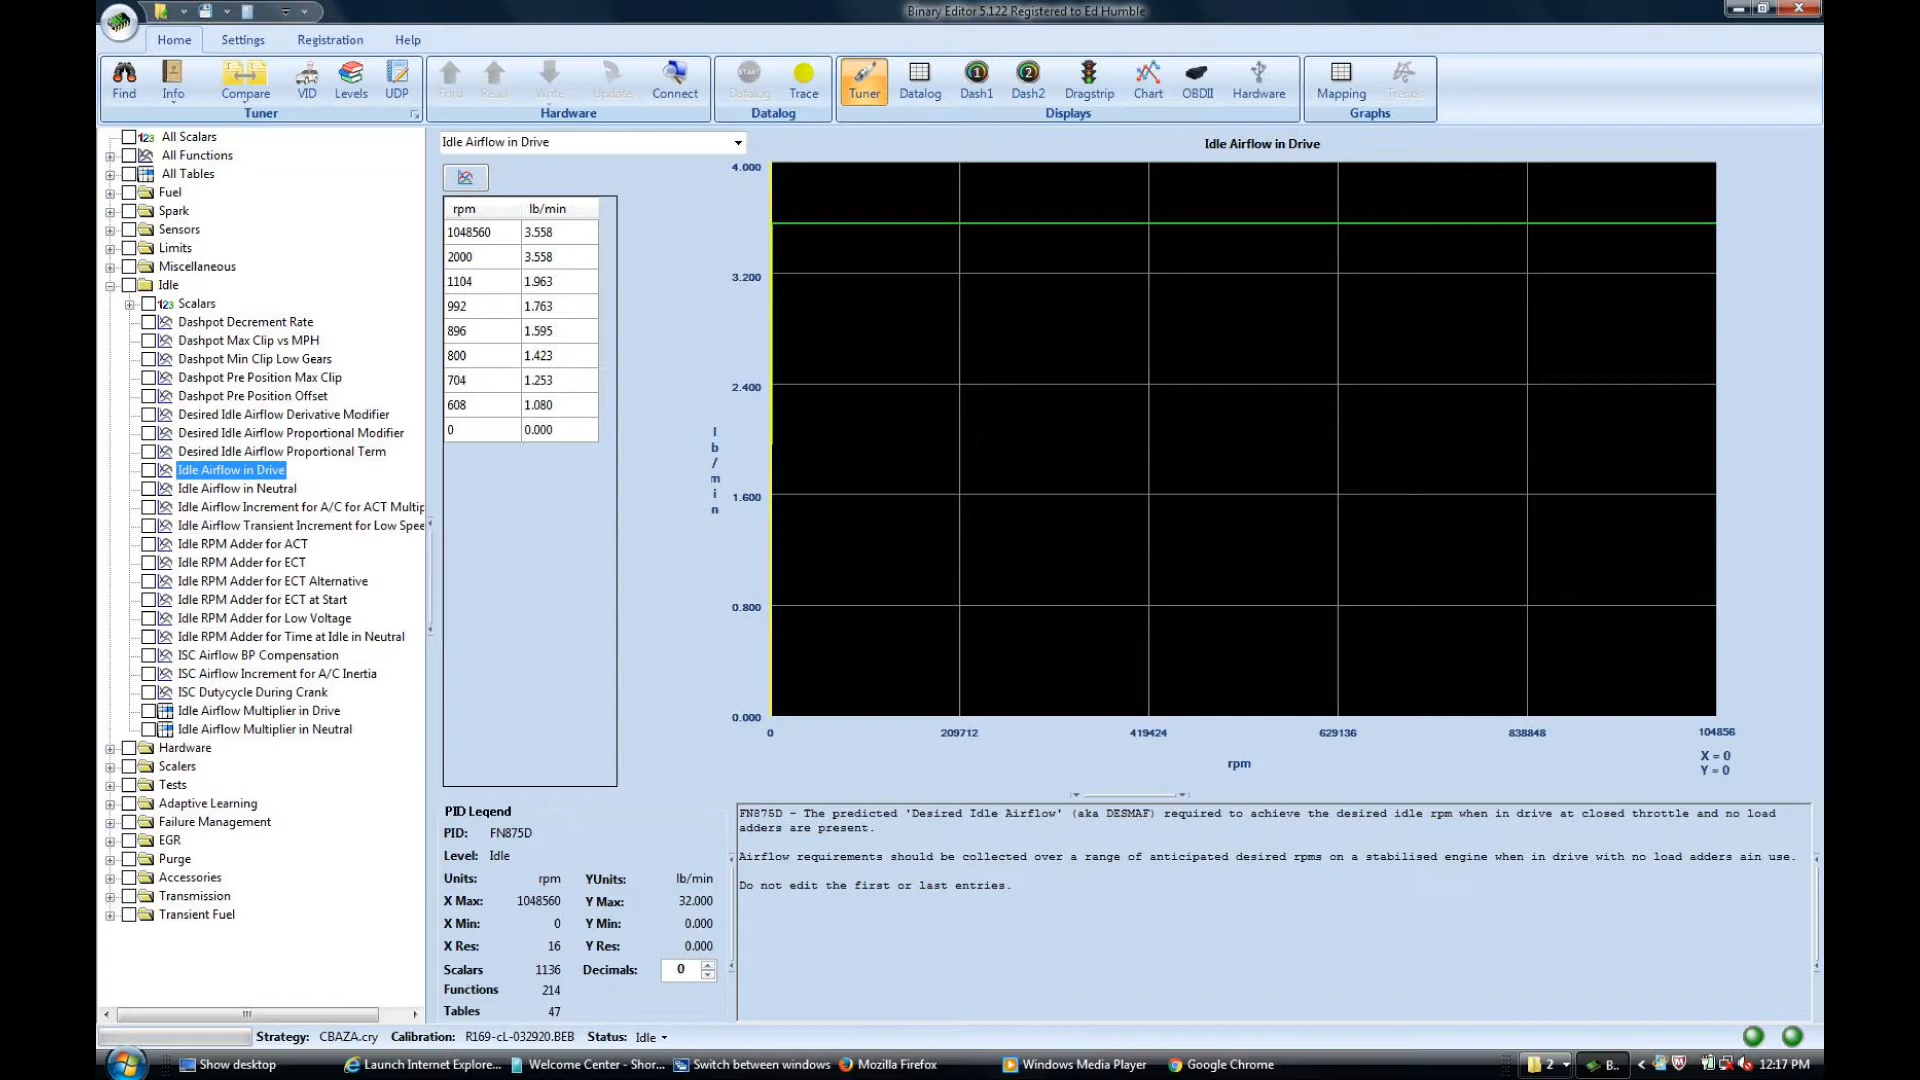 Binary Editor 5.122 Registered to Ed Humble
Home
Settings
Registration
Help
Find
Info
Compare
VID
Levels
UDP
Tuner
Ford
Read
Write
Update
Connect
Hardware
START
Datalog
Trace
Datalog
Tuner
Datalog
Dash1
Dash2
Dragstrip
Chart
OBDII
Hardware
Displays
Mapping
Trends
Graphs
All Scalars
All Functions
All Tables
Fuel
Spark
Sensors
Limits
Miscellaneous
Idle
Scalars
Dashpot Decrement Rate
Dashpot Max Clip vs MPH
Dashpot Min Clip Low Gears
Dashpot Pre Position Max Clip
Dashpot Pre Position Offset
Desired Idle Airflow Derivative Modifier
Desired Idle Airflow Proportional Modifier
Desired Idle Airflow Proportional Term
Idle Airflow in Drive
Idle Airflow in Neutral
Idle Airflow Increment for A/C for ACT Multip
Idle Airflow Transient Increment for Low Spee
Idle RPM Adder for ACT
Idle RPM Adder for ECT
Idle RPM Adder for ECT Alternative
Idle RPM Adder for ECT at Start
Idle RPM Adder for Low Voltage
Idle RPM Adder for Time at Idle in Neutral
ISC Airflow BP Compensation
ISC Airflow Increment for A/C Inertia
ISC Dutycycle During Crank
Idle Airflow Multiplier in Drive
Idle Airflow Multiplier in Neutral
Hardware
Scalers
Tests
Adaptive Learning
Failure Management
EGR
Purge
Accessories
Transmission
Transient Fuel
Idle Airflow in Drive
rpm lb/min
1048560 3.558
2000 3.558
1104 1.963
992 1.763
896 1.595
800 1.423
704 1.253
608 1.080
0 0.000
Idle Airflow in Drive
4.000
3.200
2.400
1.600
0.800
0.000
lb/min
0 209712 419424 629136 838848 104856
rpm
X = 0
Y = 0
PID Legend
PID: FN875D
Level: Idle
Units: rpm YUnits: lb/min
X Max: 1048560 Y Max: 32.000
X Min: 0 Y Min: 0.000
X Res: 16 Y Res: 0.000
Scalars 1136 Decimals: 0
Functions 214
Tables 47
FN875D - The predicted 'Desired Idle Airflow' (aka DESMAF) required to achieve the desired idle rpm when in drive at closed throttle and no load
adders are present.
Airflow requirements should be collected over a range of anticipated desired rpms on a stabilised engine when in drive with no load adders ain use.
Do not edit the first or last entries.
Strategy: CBAZA.cry Calibration: R169-cL-032920.BEB Status: Idle
Show desktop
Launch Internet Explore...
Welcome Center - Shor...
Switch between windows
Mozilla Firefox
Windows Media Player
Google Chrome
2
B..
12:17 PM